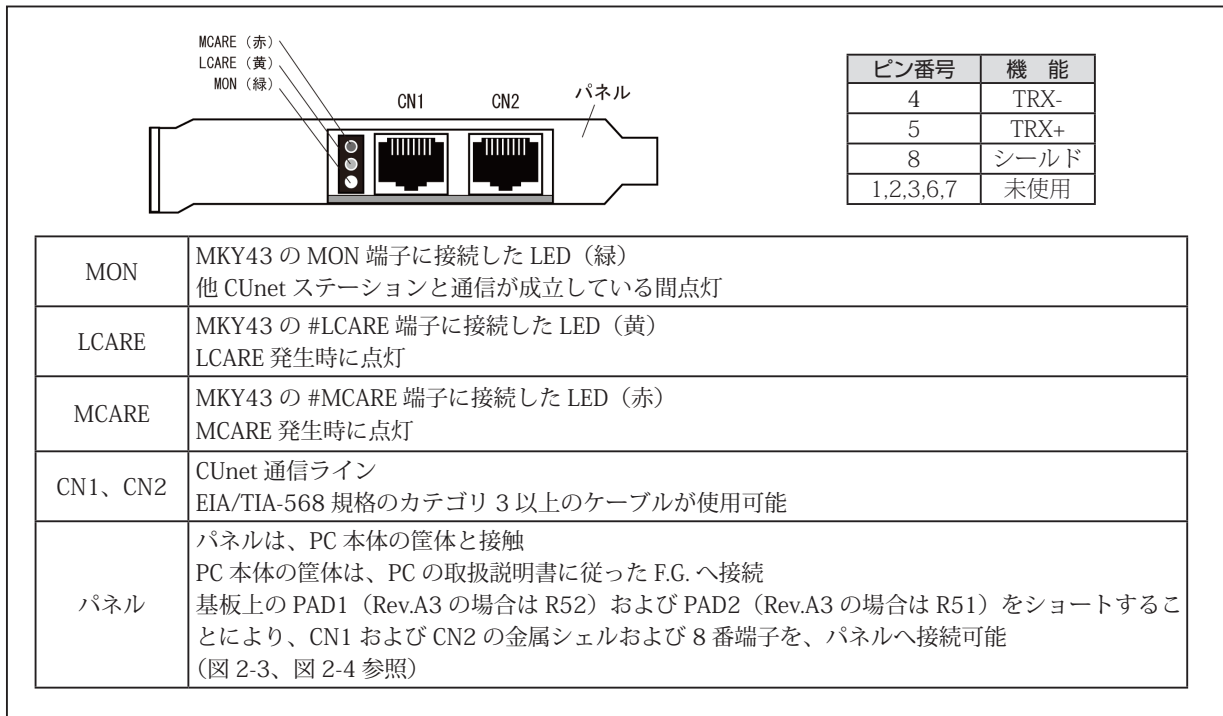 MCARE（赤）
LCARE（黄）
MON（緑）
CN1
CN2
パネル
ピン番号 機　能
4 TRX-
5 TRX+
8 シールド
1,2,3,6,7 未使用
MON
MKY43 の MON 端子に接続した LED（緑）
他 CUnet ステーションと通信が成立している間点灯
LCARE
MKY43 の #LCARE 端子に接続した LED（黄）
LCARE 発生時に点灯
MCARE
MKY43 の #MCARE 端子に接続した LED（赤）
MCARE 発生時に点灯
CN1、CN2
CUnet 通信ライン
EIA/TIA-568 規格のカテゴリ 3 以上のケーブルが使用可能
パネル
パネルは、PC 本体の筐体と接触
PC 本体の筐体は、PC の取扱説明書に従った F.G. へ接続
基板上の PAD1（Rev.A3 の場合は R52）および PAD2（Rev.A3 の場合は R51）をショートするこ
とにより、CN1 および CN2 の金属シェルおよび 8 番端子を、パネルへ接続可能
（図 2-3、図 2-4 参照）